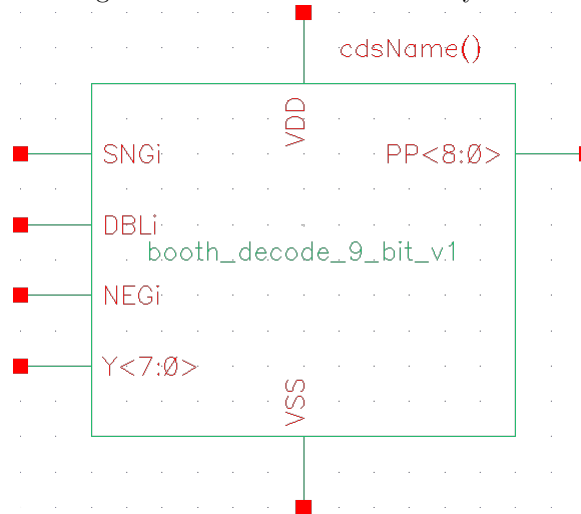 cdsName()
VDD
SNGi
PP<8:0>
DBLi
booth_decode_9_bit_v1
NEGi
Y<7:0>
VSS